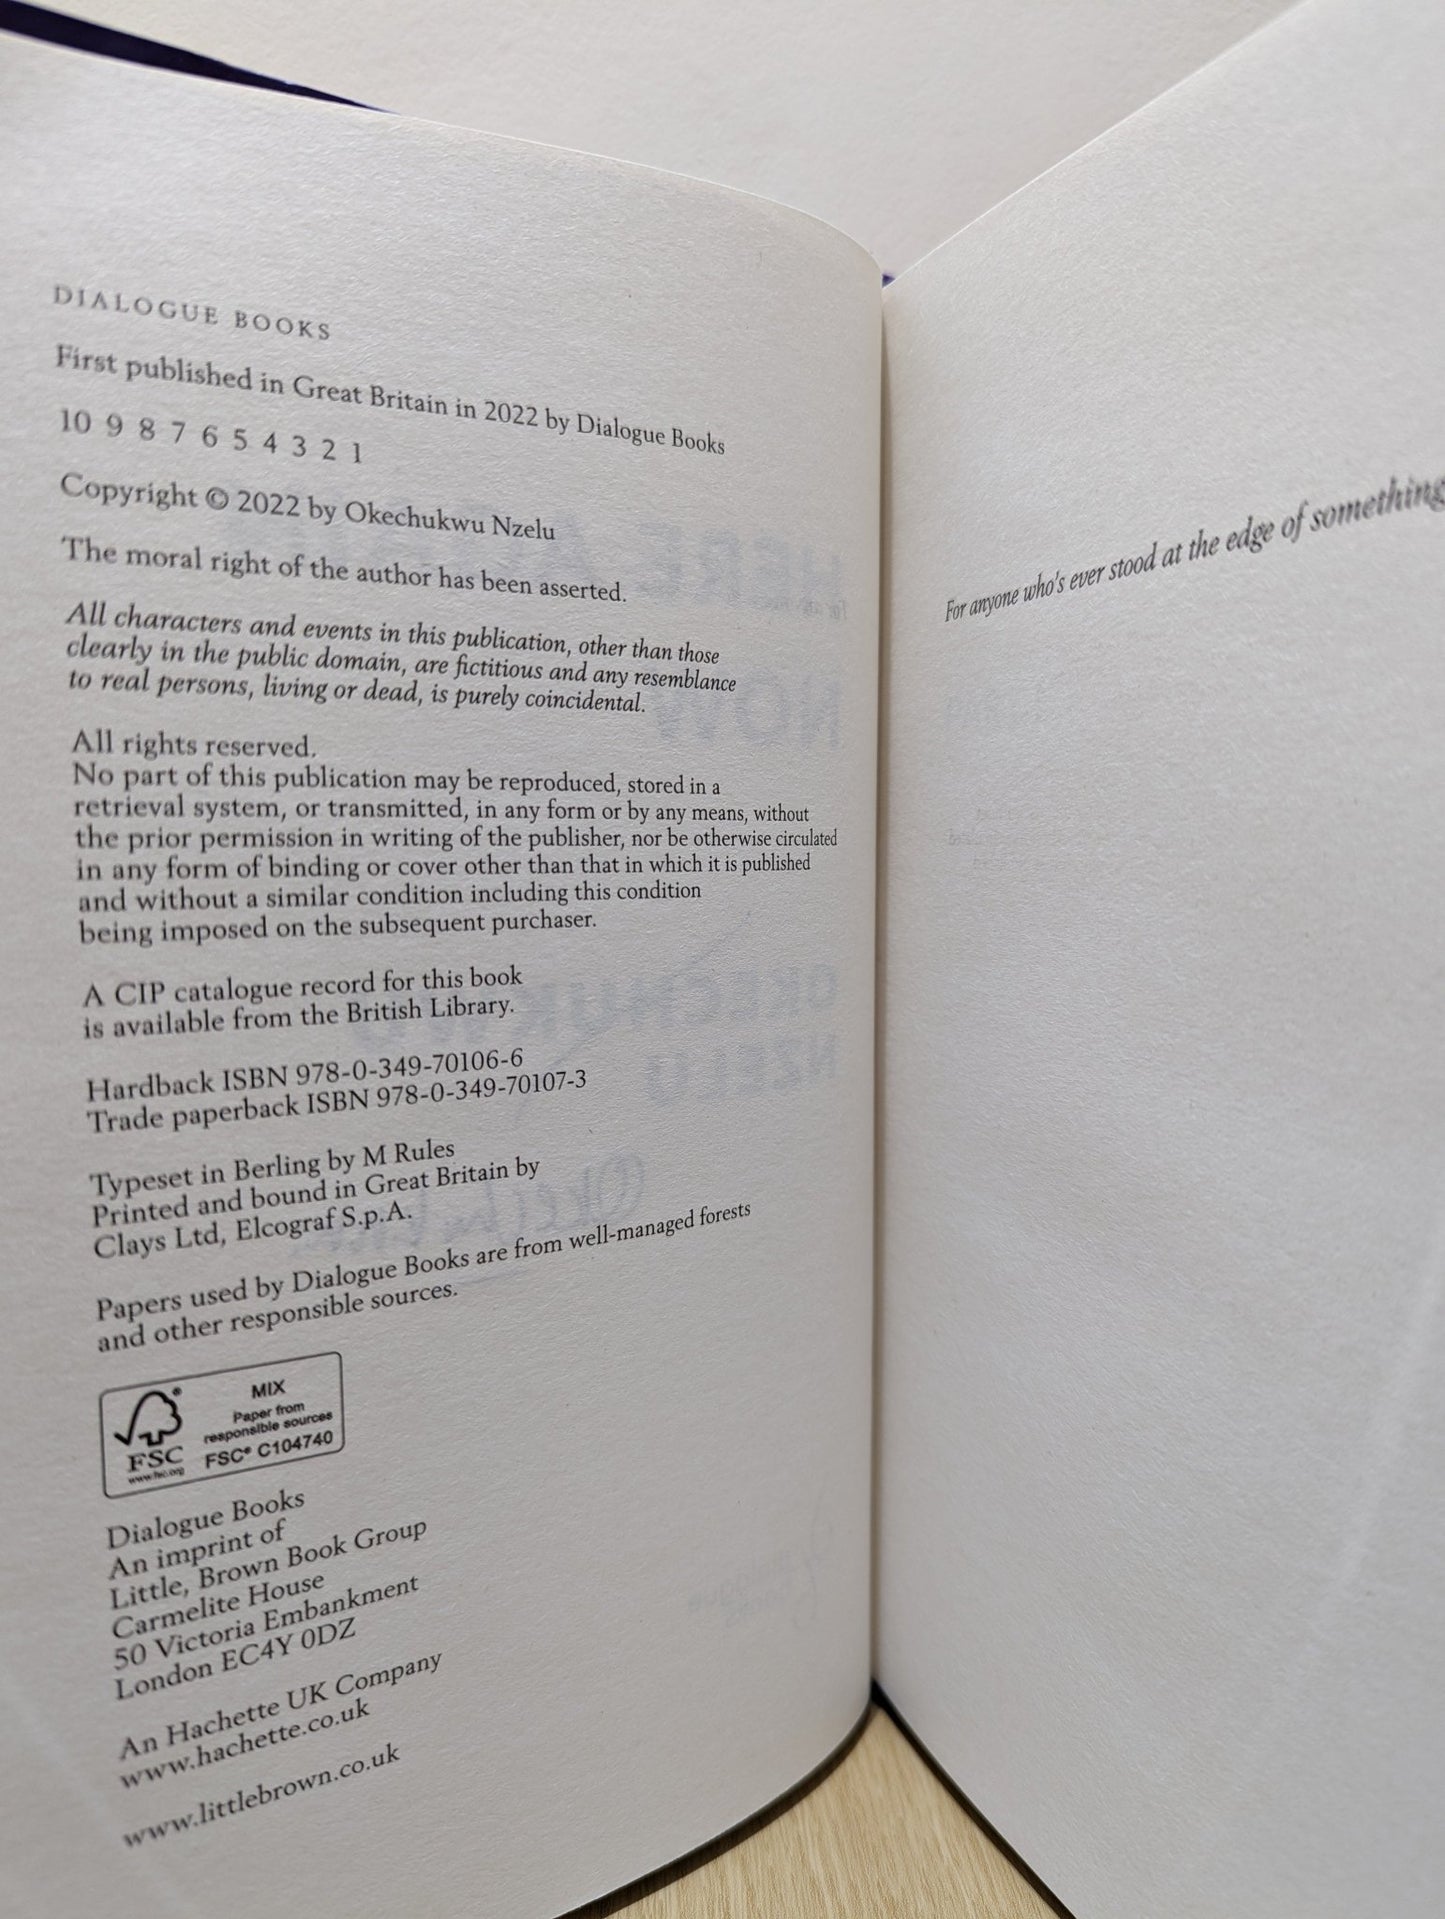 DIALOGUE BOOKS
First published in Great Britain in 2022 by Dialogue Books
10 9 8 7 6 5 4 3 2 1
Copyright © 2022 by Okechukwu Nzelu
The moral right of the author has been asserted.
All characters and events in this publication, other than those
clearly in the public domain, are fictitious and any resemblance
to real persons, living or dead, is purely coincidental.
All rights reserved.
No part of this publication may be reproduced, stored in a
retrieval system, or transmitted, in any form or by any means, without
the prior permission in writing of the publisher, nor be otherwise circulated
in any form of binding or cover other than that in which it is published
and without a similar condition including this condition
being imposed on the subsequent purchaser.
A CIP catalogue record for this book
is available from the British Library.
Hardback ISBN 978-0-349-70106-6
Trade paperback ISBN 978-0-349-70107-3
Typeset in Berling by M Rules
Printed and bound in Great Britain by
Clays Ltd, Elcograf S.p.A.
Papers used by Dialogue Books are from well-managed forests
and other responsible sources.
MIX
Paper from
responsible sources
FSC® C104740
FSC
www.fsc.org
Dialogue Books
An imprint of
Little, Brown Book Group
Carmelite House
50 Victoria Embankment
London EC4Y 0DZ
An Hachette UK Company
www.hachette.co.uk
www.littlebrown.co.uk
For anyone who's ever stood at the edge of something